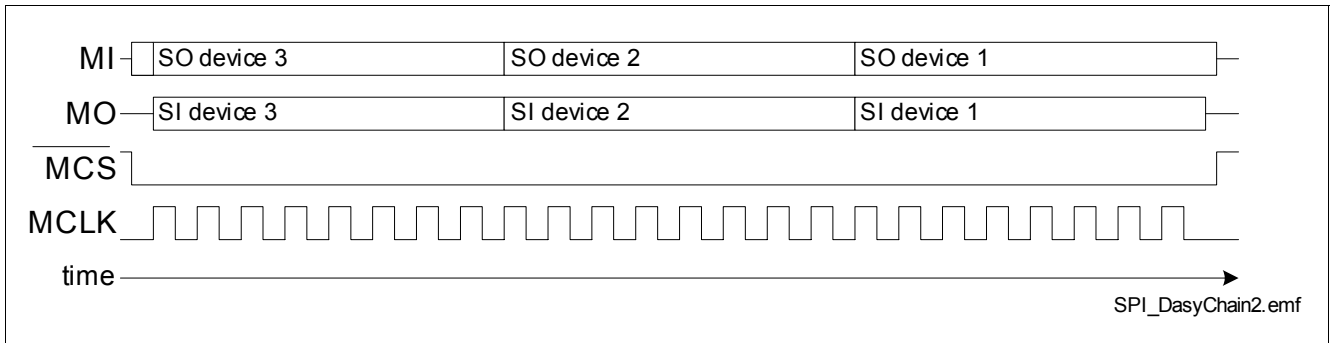 MI SO device 3 SO device 2 SO device 1
MO SI device 3 SI device 2 SI device 1
MCS
MCLK
time
SPI_DasyChain2.emf